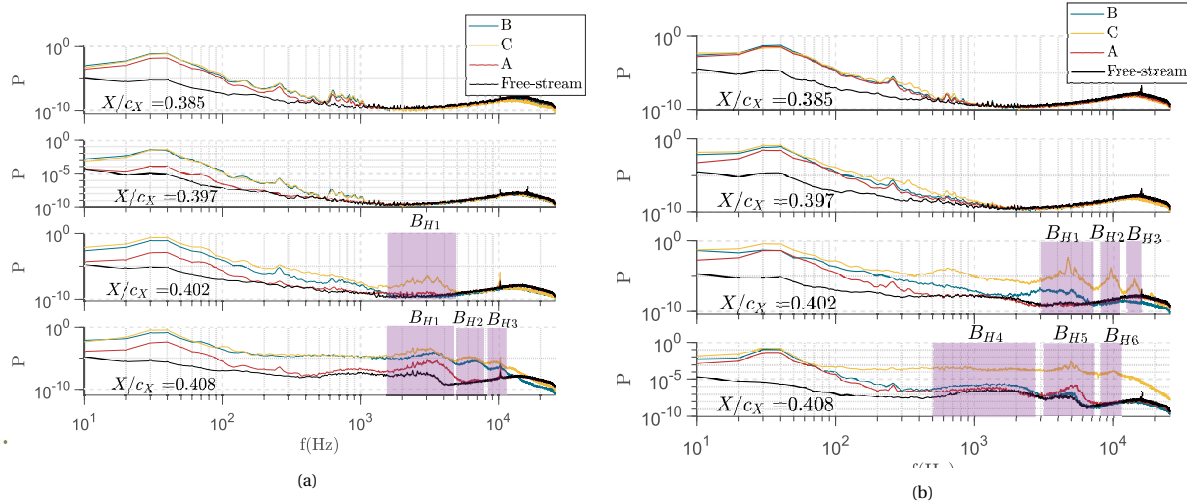 B
C
A
Free-stream
10^0
P
10^-10
X/c_X =0.385
10^0
P
10^-5
10^-10
X/c_X =0.397
B_H1
10^0
P
10^-10
X/c_X =0.402
B_H1 B_H2 B_H3
10^0
P
10^-10
X/c_X =0.408
10^1 10^2 10^3 10^4
f(Hz)
(a)
B
C
A
Free-stream
10^0
P
10^-10
X/c_X =0.385
10^0
P
10^-10
X/c_X =0.397
B_H1 B_H2 B_H3
10^0
P
10^-10
X/c_X =0.402
B_H4 B_H5 B_H6
10^0
P
10^-5
10^-10
X/c_X =0.408
10^1 10^2 10^3 10^4
f(Hz)
(b)